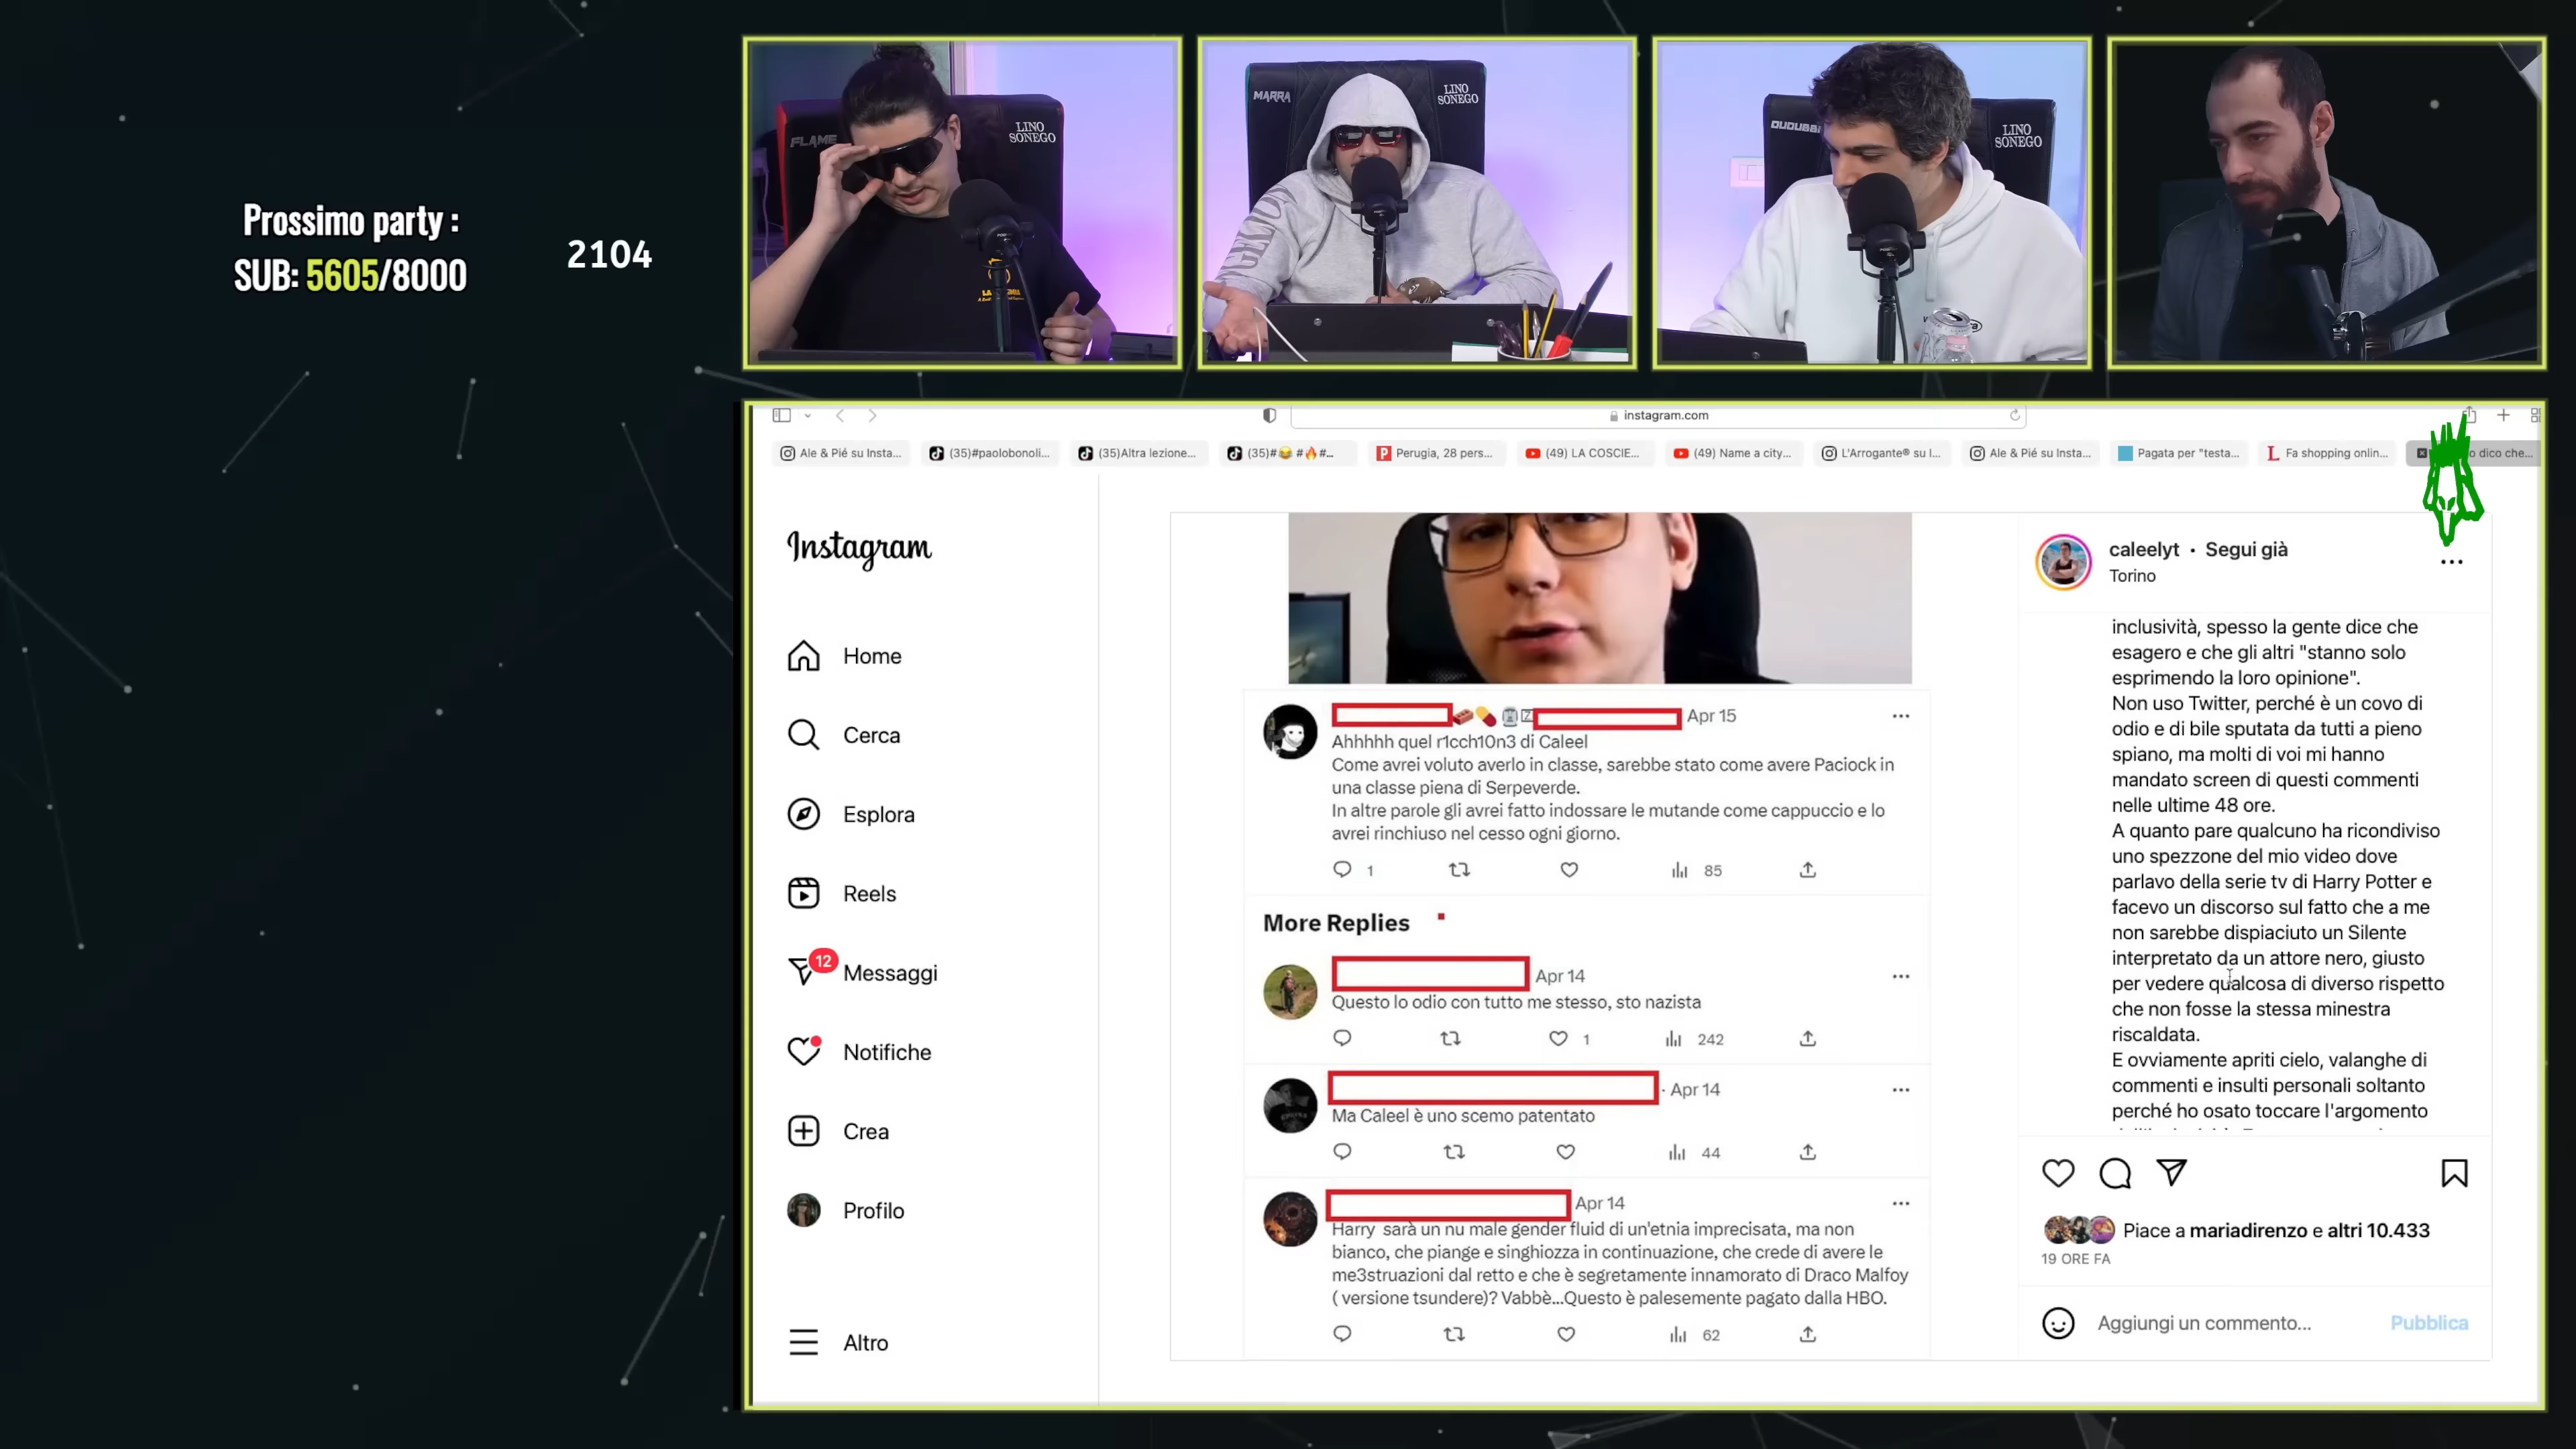 Prossimo party :
SUB: 5605/8000
2104
FLAME
LINO
SONEGO
MARRA
LINO
SONEGO
LINO
SONEGO
instagram.com
Ale & Pié su Insta...
(35)#paolobonoli...
(35)Altra lezione...
(35)#😂 #🔥#...
Perugia, 28 pers...
(49) LA COSCIE...
(49) Name a city...
L'Arrogante® su I...
Ale & Pié su Insta...
Pagata per "testa...
Fa shopping onlin...
o dico che...
Instagram
Home
Cerca
Esplora
Reels
12
Messaggi
Notifiche
Crea
Profilo
Altro
Apr 15
Ahhhhh quel r1cch10n3 di Caleel
Come avrei voluto averlo in classe, sarebbe stato come avere Paciock in
una classe piena di Serpeverde.
In altre parole gli avrei fatto indossare le mutande come cappuccio e lo
avrei rinchiuso nel cesso ogni giorno.
1
85
More Replies
Apr 14
Questo lo odio con tutto me stesso, sto nazista
1
242
· Apr 14
Ma Caleel è uno scemo patentato
44
Apr 14
Harry sarà un nu male gender fluid di un'etnia imprecisata, ma non
bianco, che piange e singhiozza in continuazione, che crede di avere le
me3struazioni dal retto e che è segretamente innamorato di Draco Malfoy
( versione tsundere)? Vabbè...Questo è palesemente pagato dalla HBO.
62
caleelyt • Segui già
Torino
inclusività, spesso la gente dice che
esagero e che gli altri "stanno solo
esprimendo la loro opinione".
Non uso Twitter, perché è un covo di
odio e di bile sputata da tutti a pieno
spiano, ma molti di voi mi hanno
mandato screen di questi commenti
nelle ultime 48 ore.
A quanto pare qualcuno ha ricondiviso
uno spezzone del mio video dove
parlavo della serie tv di Harry Potter e
facevo un discorso sul fatto che a me
non sarebbe dispiaciuto un Silente
interpretato da un attore nero, giusto
per vedere qualcosa di diverso rispetto
che non fosse la stessa minestra
riscaldata.
E ovviamente apriti cielo, valanghe di
commenti e insulti personali soltanto
perché ho osato toccare l'argomento
Piace a mariadirenzo e altri 10.433
19 ORE FA
Aggiungi un commento...
Pubblica